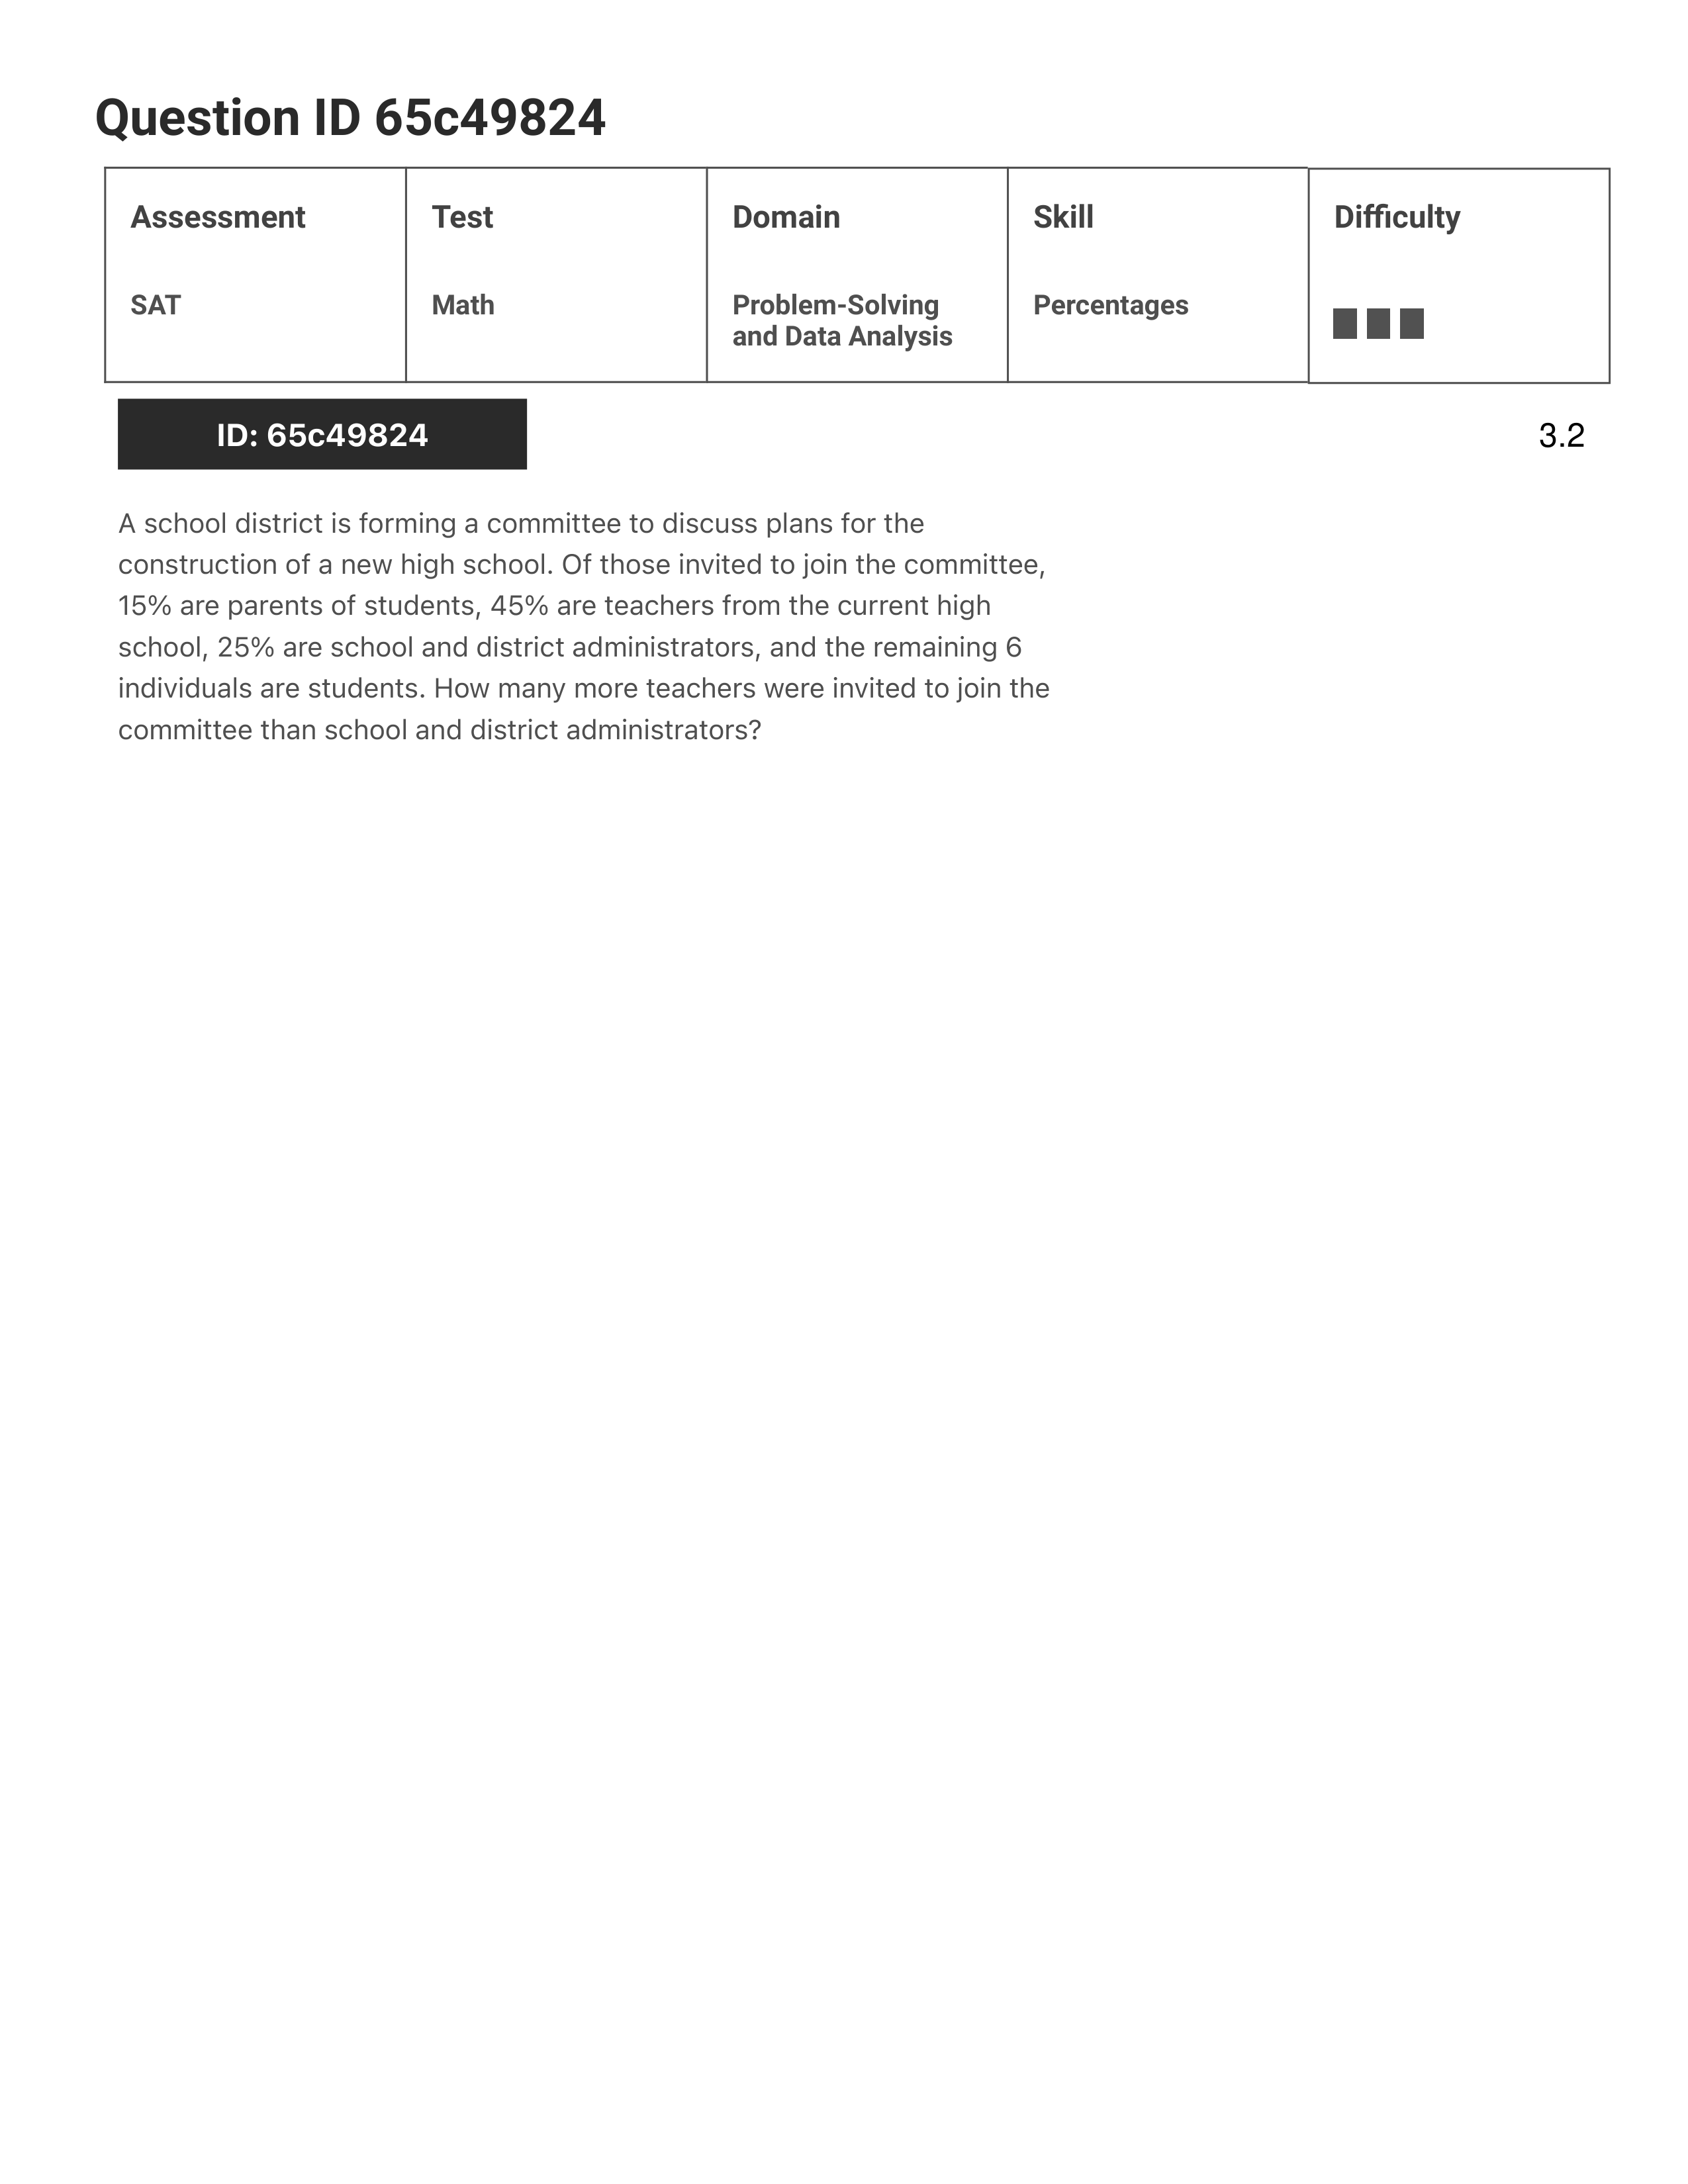 Question ID 65c49824
Assessment
Test
Domain
Skill
Difficulty
SAT
Math
Problem-Solving
and Data Analysis
Percentages
ID: 65c49824
3.2
A school district is forming a committee to discuss plans for the
construction of a new high school. Of those invited to join the committee,
15% are parents of students, 45% are teachers from the current high
school, 25% are school and district administrators, and the remaining 6
individuals are students. How many more teachers were invited to join the
committee than school and district administrators?